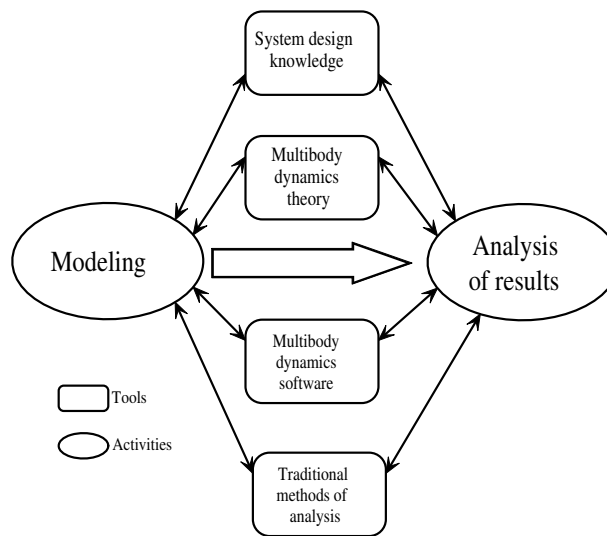 System design
knowledge
Multibody
dynamics
theory
Modeling
Analysis
of results
Multibody
dynamics
software
Tools
Activities
Traditional
methods of
analysis